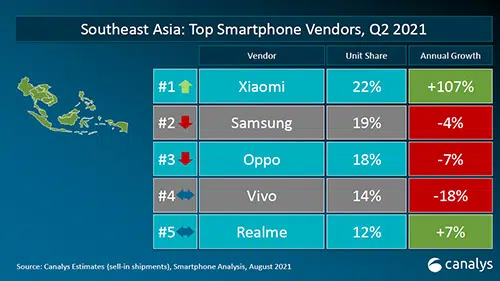 Southeast Asia: Top Smartphone Vendors, Q2 2021
Vendor Unit Share Annual Growth
#1 Xiaomi 22% +107%
#2 Samsung 19% -4%
#3 Oppo 18% -7%
#4 Vivo 14% -18%
#5 Realme 12% +7%
Source: Canalys Estimates (sell-in shipments), Smartphone Analysis, August 2021
canalys